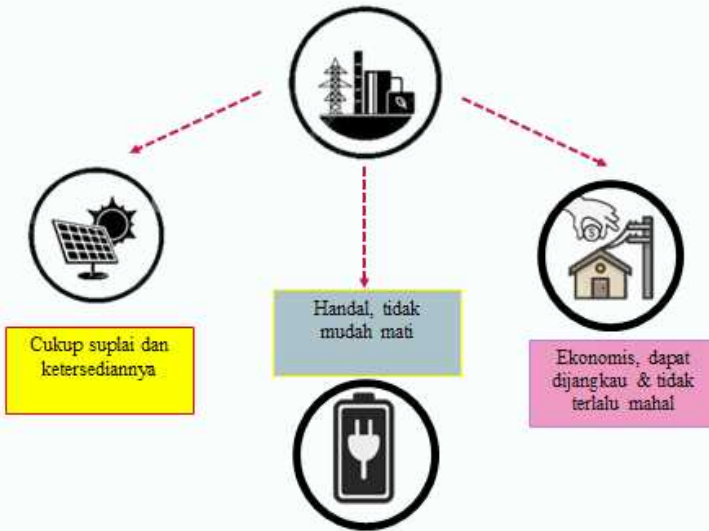 Cukup suplai dan
ketersediannya
Handal, tidak
mudah mati
Ekonomis, dapat
dijangkau & tidak
terlalu mahal